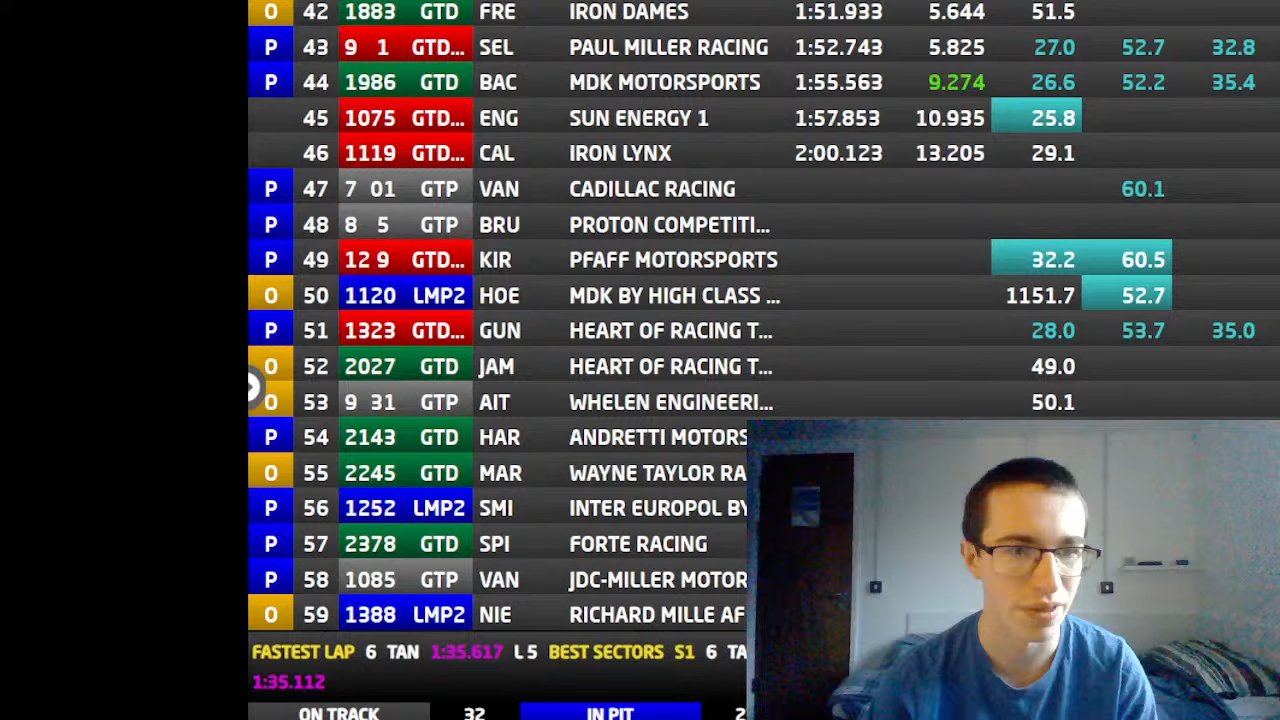 O 42 1883 GTD FRE IRON DAMES 1:51.933 5.644 51.5
P 43 9 1 GTD... SEL PAUL MILLER RACING 1:52.743 5.825 27.0 52.7 32.8
P 44 1986 GTD BAC MDK MOTORSPORTS 1:55.563 9.274 26.6 52.2 35.4
45 1075 GTD... ENG SUN ENERGY 1 1:57.853 10.935 25.8
46 1119 GTD... CAL IRON LYNX 2:00.123 13.205 29.1
P 47 7 01 GTP VAN CADILLAC RACING 60.1
P 48 8 5 GTP BRU PROTON COMPETITI...
P 49 12 9 GTD... KIR PFAFF MOTORSPORTS 32.2 60.5
O 50 1120 LMP2 HOE MDK BY HIGH CLASS ... 1151.7 52.7
P 51 1323 GTD... GUN HEART OF RACING T... 28.0 53.7 35.0
O 52 2027 GTD JAM HEART OF RACING T... 49.0
O 53 9 31 GTP AIT WHELEN ENGINEERI... 50.1
P 54 2143 GTD HAR ANDRETTI MOTORS
O 55 2245 GTD MAR WAYNE TAYLOR RA
P 56 1252 LMP2 SMI INTER EUROPOL BY
P 57 2378 GTD SPI FORTE RACING
P 58 1085 GTP VAN JDC-MILLER MOTOR
O 59 1388 LMP2 NIE RICHARD MILLE AF
FASTEST LAP 6 TAN 1:35.617 L 5 BEST SECTORS S1 6 TA
1:35.112
ON TRACK 32 IN PIT 2